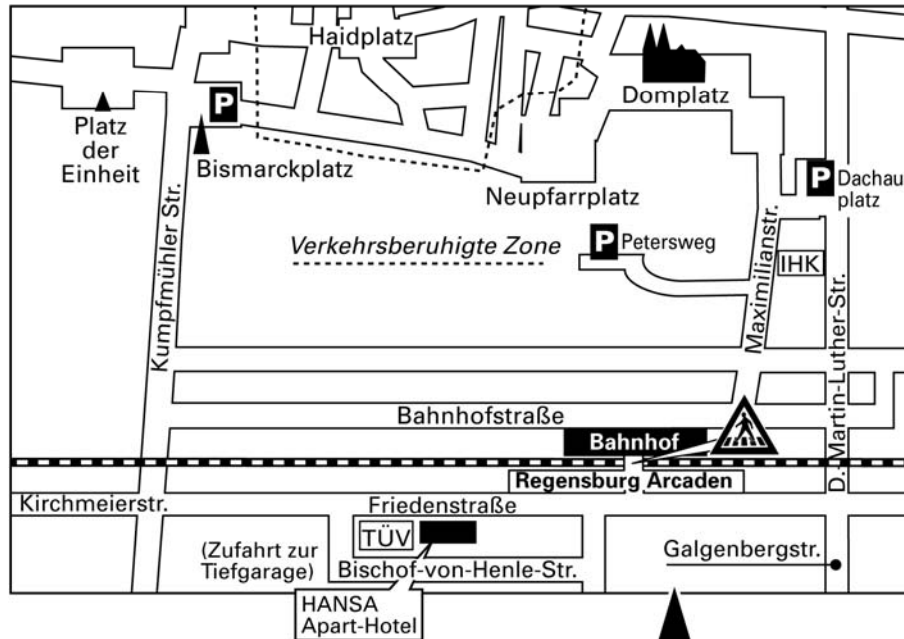 Haidplatz
Domplatz
Platz
der
Einheit
P
Bismarckplatz
Neupfarrplatz
P
Dachau
platz
Kumpfmühler Str.
Verkehrsberuhigte Zone
P
Petersweg
IHK
Maximilianstr.
D.-Martin-Luther-Str.
Bahnhofstraße
Bahnhof
Regensburg Arcaden
Kirchmeierstr.
Friedenstraße
TÜV
(Zufahrt zur
Tiefgarage)
Bischof-von-Henle-Str.
Galgenbergstr.
HANSA
Apart-Hotel